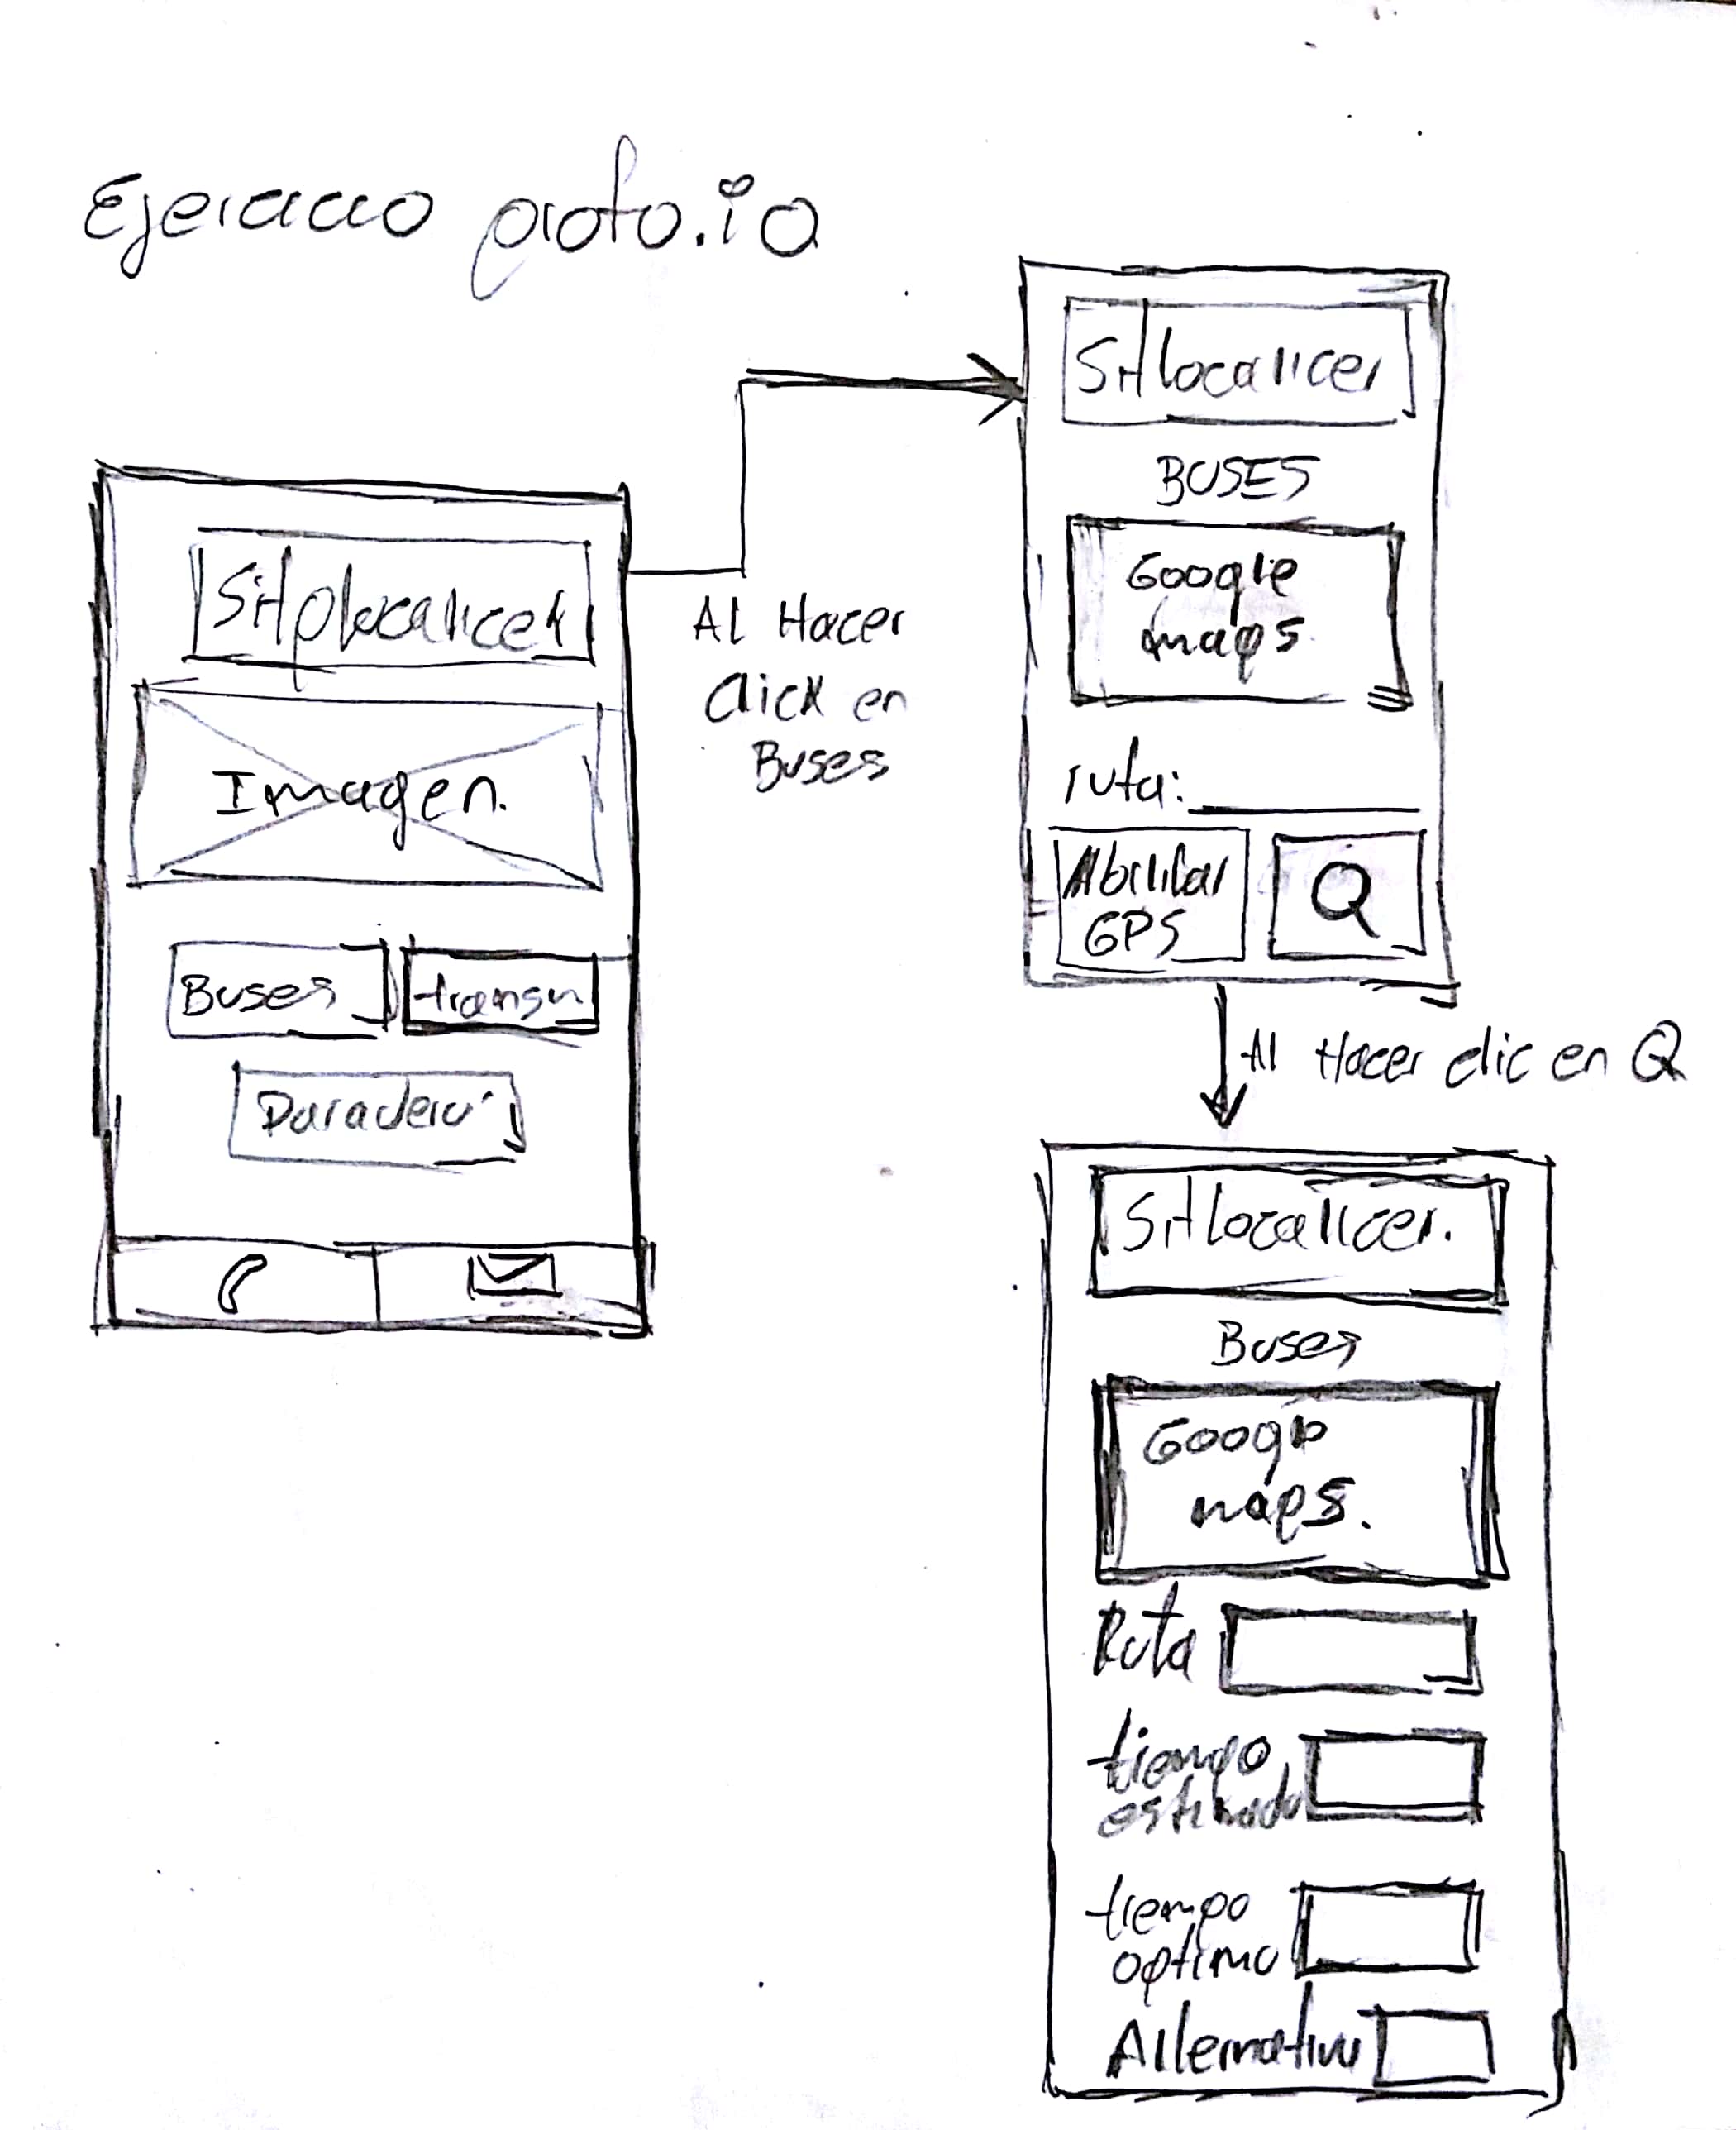 Ejercicio proto.io
Sitplocalicer
Imagen.
Buses
transm
Paradero
Al Hacer
Click en
Buses
Sitlocalicer
BUSES
Google
maps.
ruta:
Abilitar
GPS
Q
Al Hacer clic en Q
Sitlocalicer.
Buses
Google
maps.
Ruta
tiempo
estimado
tiempo
optimo
Alternativa